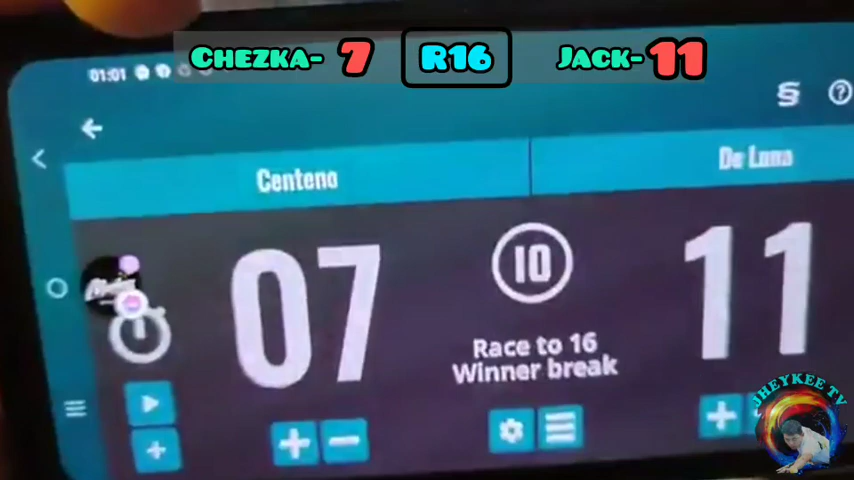 Chezka- 7 R16 Jack- 11
01:01
§ ?
Centeno De Luna
07 10 11
Race to 16
Winner break
JHEYKEE TV